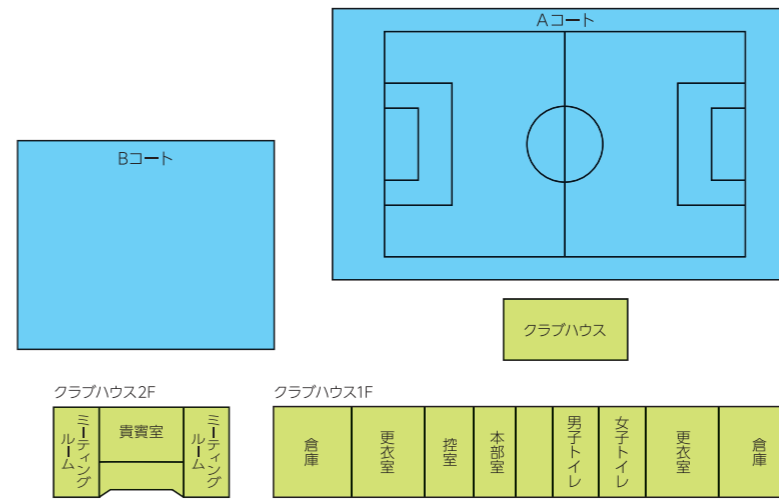 Aコート
Bコート
クラブハウス
クラブハウス2F
ミーティング
ルーム
貴賓室
ミーティング
ルーム
クラブハウス1F
倉庫
更衣室
控室
本部室
男子トイレ
女子トイレ
更衣室
倉庫